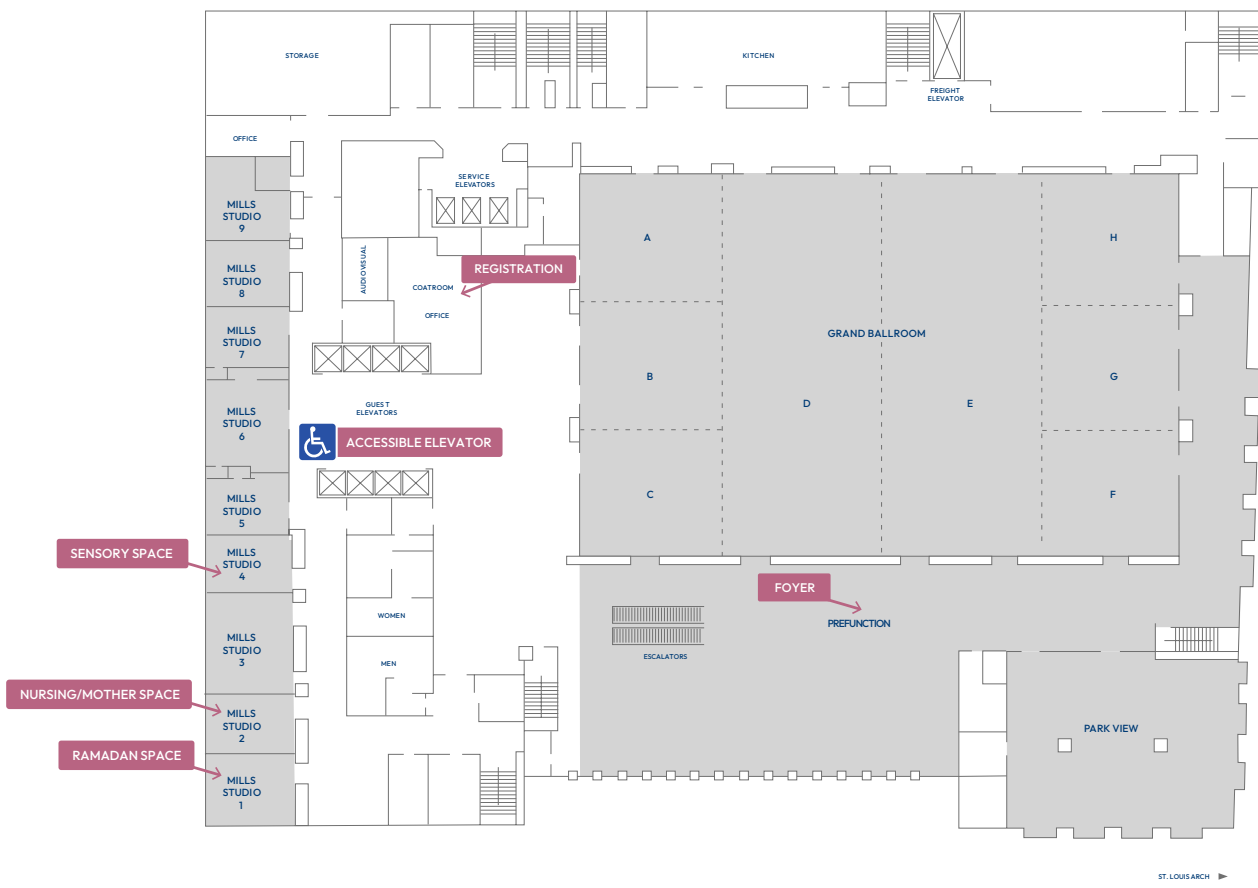 STORAGE
KITCHEN
FREIGHT
ELEVATOR
OFFICE
SERVICE
ELEVATORS
MILLS
STUDIO
9
A
H
AUDIOVISUAL
REGISTRATION
MILLS
STUDIO
8
COATROOM
OFFICE
MILLS
STUDIO
7
GRAND BALLROOM
B
G
D
E
GUEST
ELEVATORS
MILLS
STUDIO
6
ACCESSIBLE ELEVATOR
MILLS
STUDIO
5
C
F
SENSORY SPACE
MILLS
STUDIO
4
FOYER
PREFUNCTION
WOMEN
ESCALATORS
MILLS
STUDIO
3
MEN
NURSING/MOTHER SPACE
MILLS
STUDIO
2
PARK VIEW
RAMADAN SPACE
MILLS
STUDIO
1
ST. LOUIS ARCH